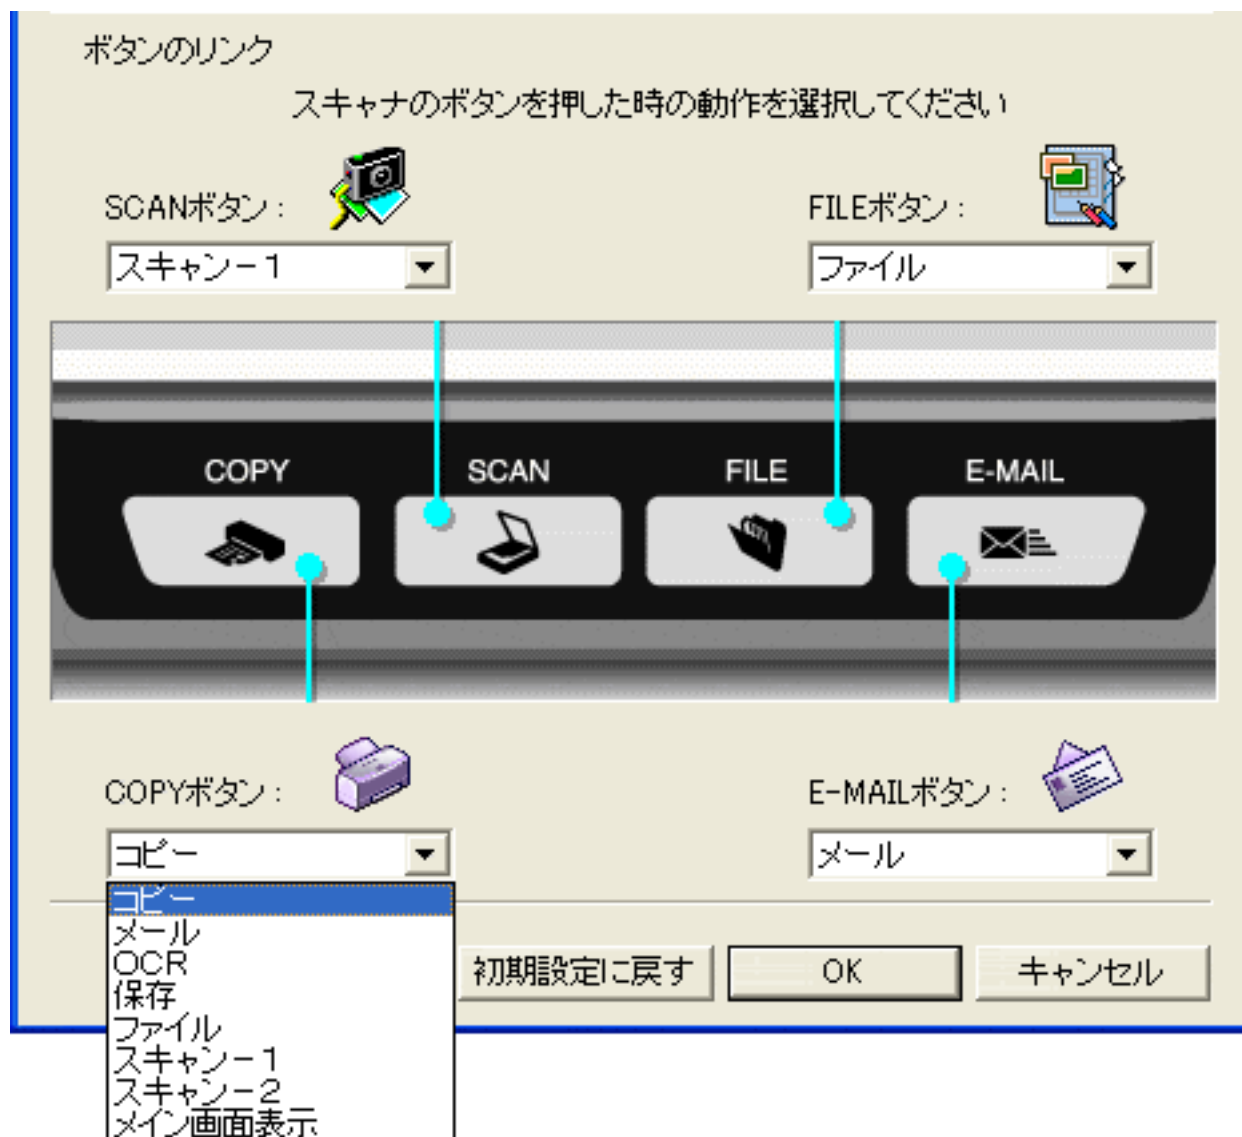 ボタンのリンク
スキャナのボタンを押した時の動作を選択してください
SCANボタン：
FILEボタン：
スキャン－1
ファイル
COPY
SCAN
FILE
E-MAIL
COPYボタン：
E-MAILボタン：
コピー
メール
コピー
メール
OCR
保存
ファイル
スキャン－1
スキャン－2
メイン画面表示
初期設定に戻す
OK
キャンセル